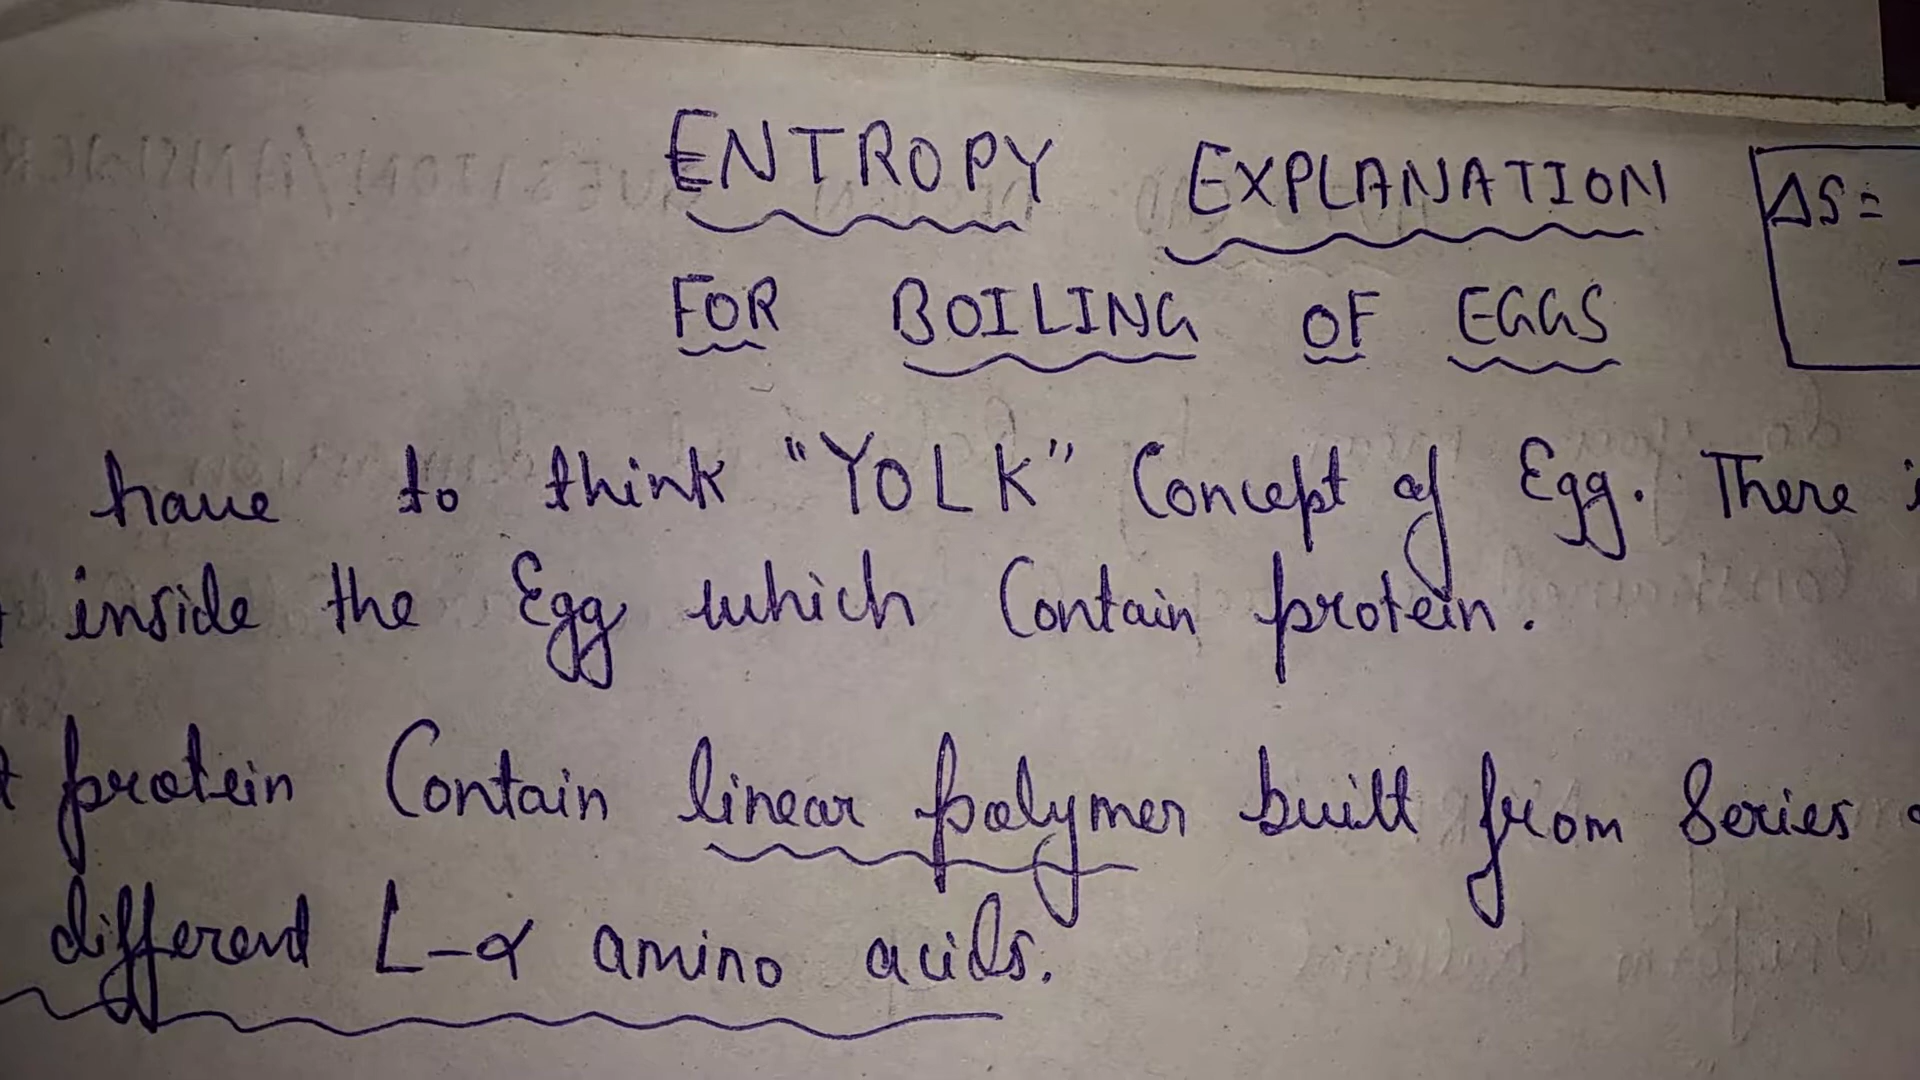 ENTROPY EXPLANATION
FOR BOILING OF EGGS
ΔS =
have to think "YOLK" Concept of Egg. There
inside the Egg which Contain protein.
protein Contain linear polymer built from Series
different L-α amino acids.